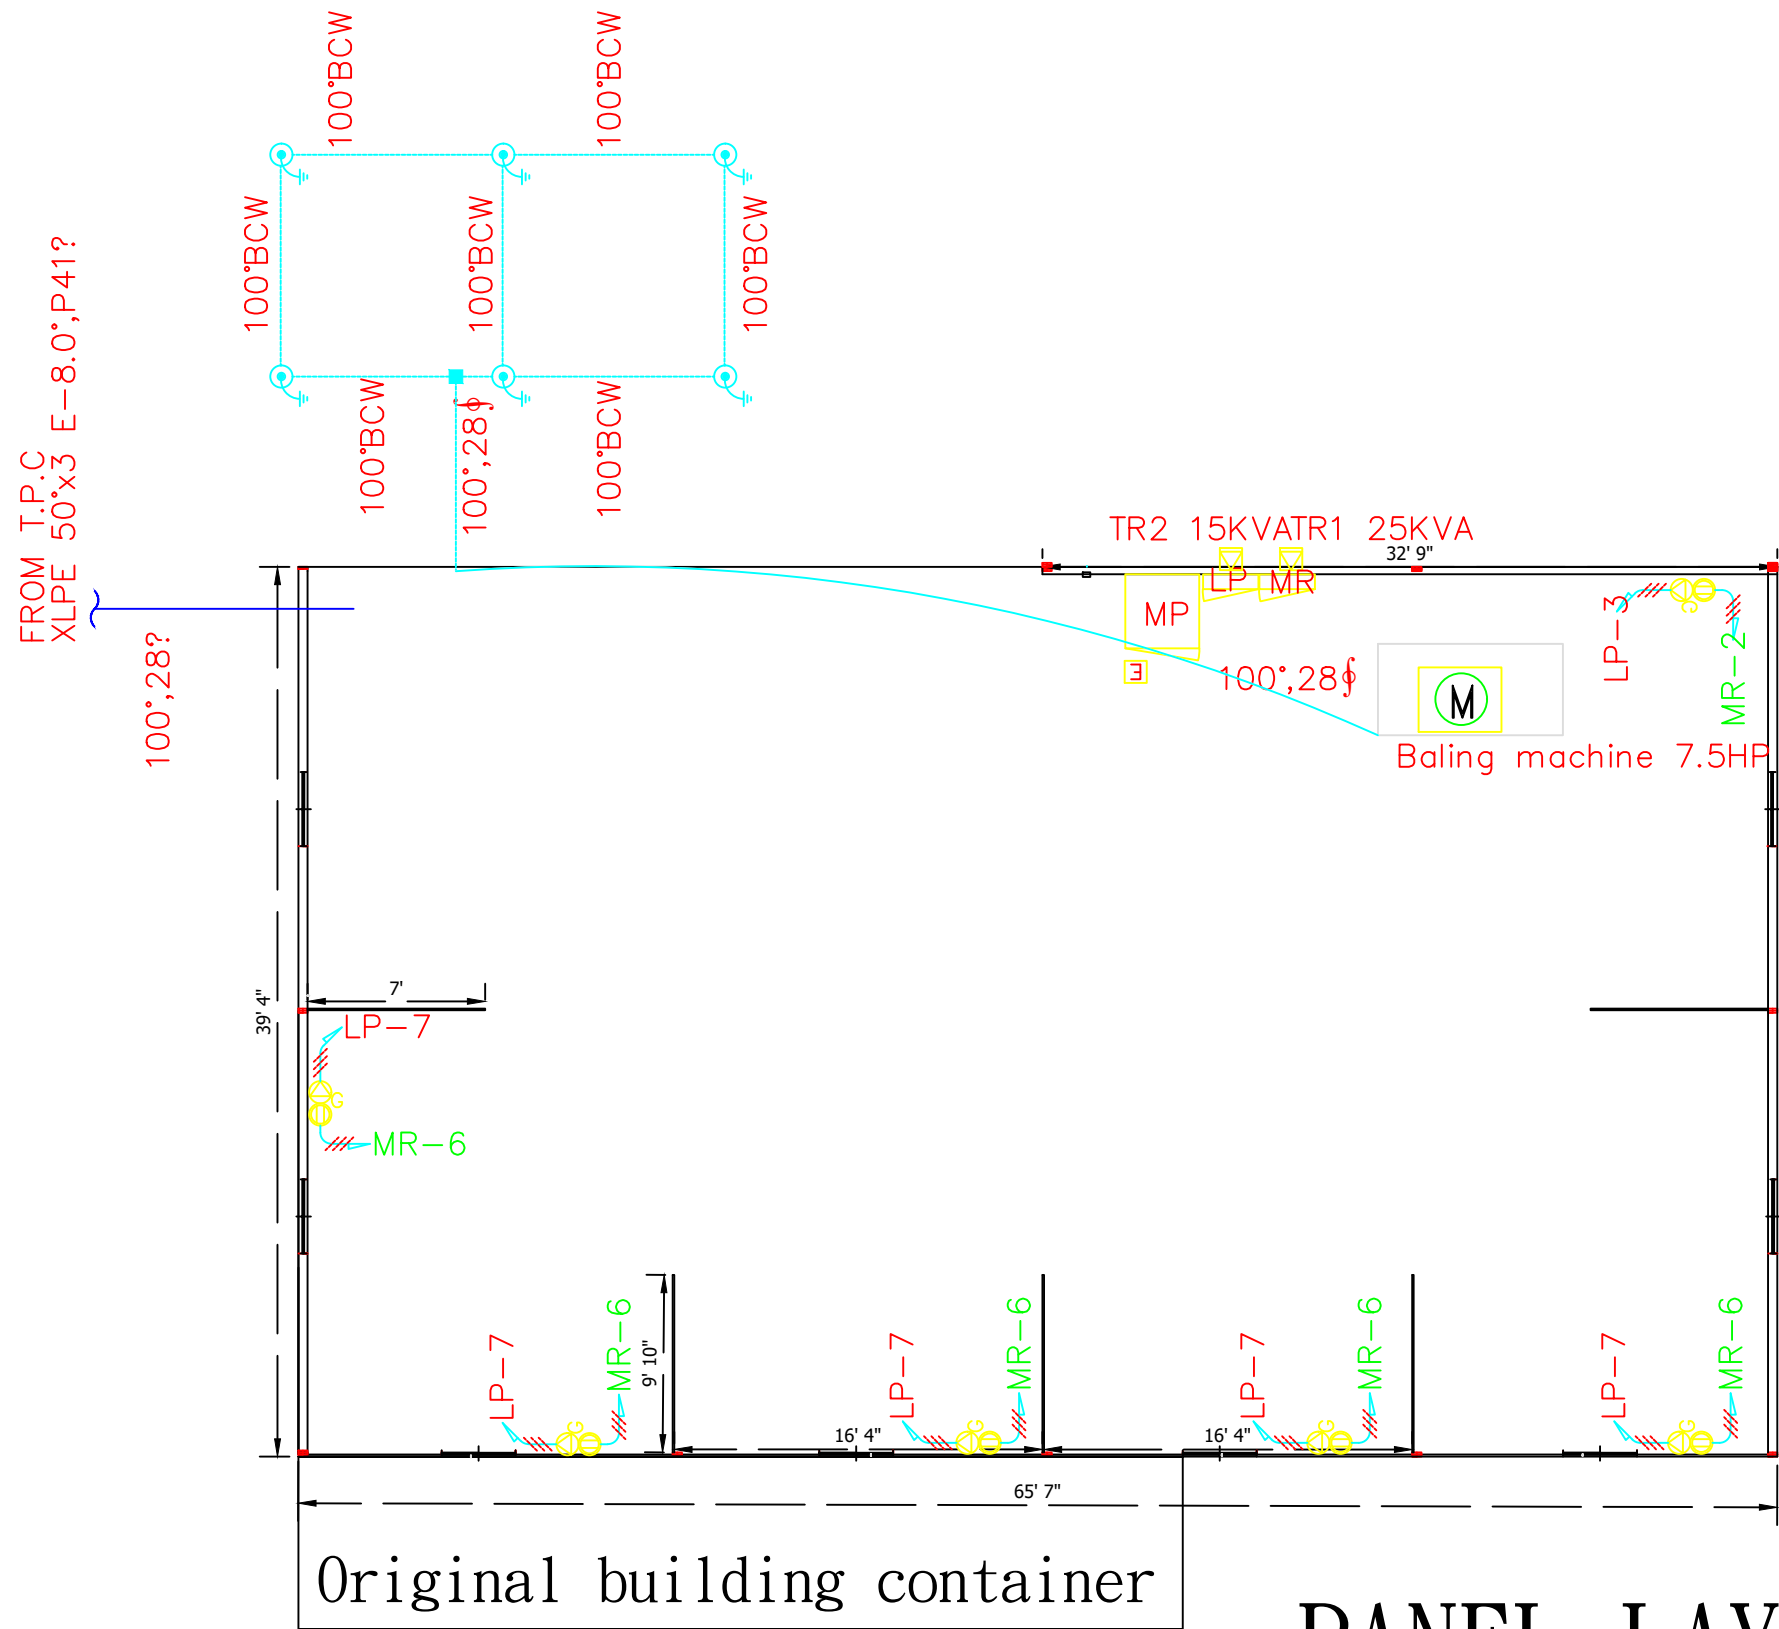 100°BCW
100°BCW
100°BCW
100°BCW
100°BCW
FROM T.P.C
XLPE 50°x3 E-8.0°,P41?
100°BCW
100°,28∮
100°BCW
100°,28?
TR2 15KVATR1 25KVA
32' 9"
LP
MR
MP
E
100°,28∮
M
Baling machine 7.5HP
LP-3
G
MR-2
7'
39' 4"
LP-7
G
MR-6
LP-7
G
MR-6
9' 10"
LP-7
G
MR-6
LP-7
G
MR-6
LP-7
G
MR-6
16' 4"
16' 4"
65' 7"
Original building container